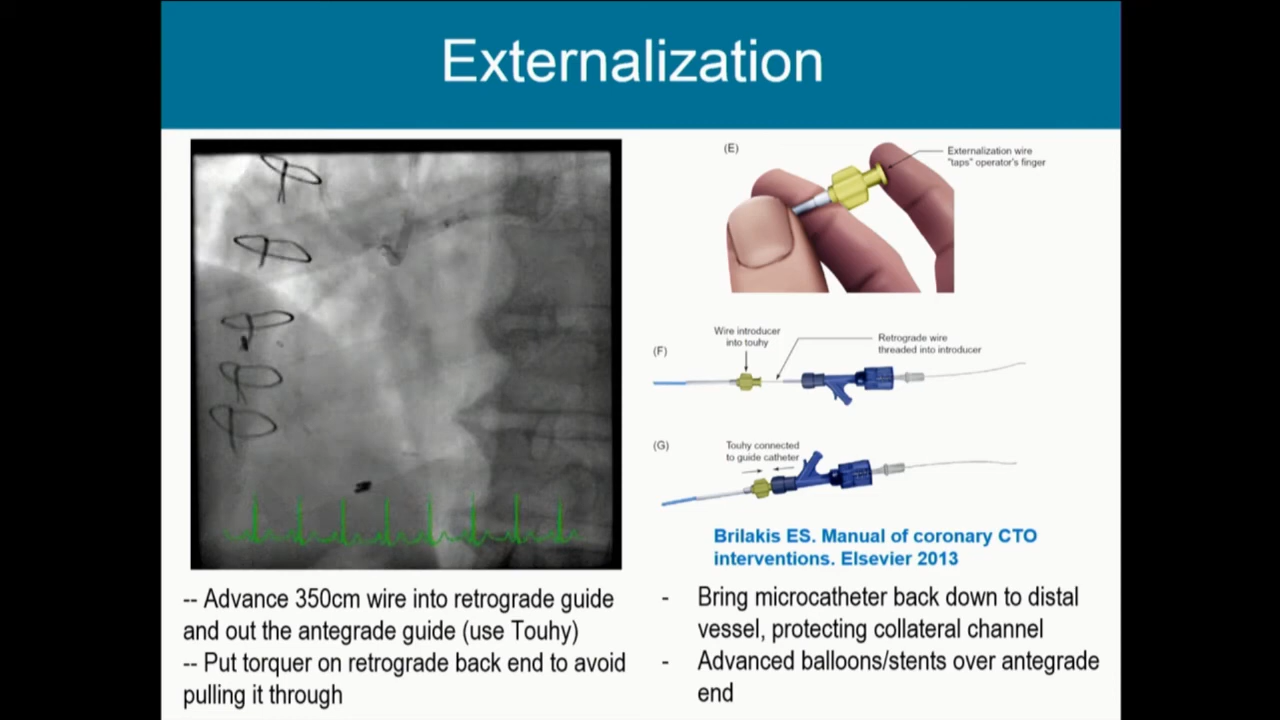 Externalization
(E)
Externalization wire
"taps" operator's finger
Wire introducer
into touhy
Retrograde wire
threaded into introducer
(F)
(G)
Touhy connected
to guide catheter
Brilakis ES. Manual of coronary CTO
interventions. Elsevier 2013
-- Advance 350cm wire into retrograde guide
and out the antegrade guide (use Touhy)
-- Put torquer on retrograde back end to avoid
pulling it through
- Bring microcatheter back down to distal
vessel, protecting collateral channel
- Advanced balloons/stents over antegrade
end